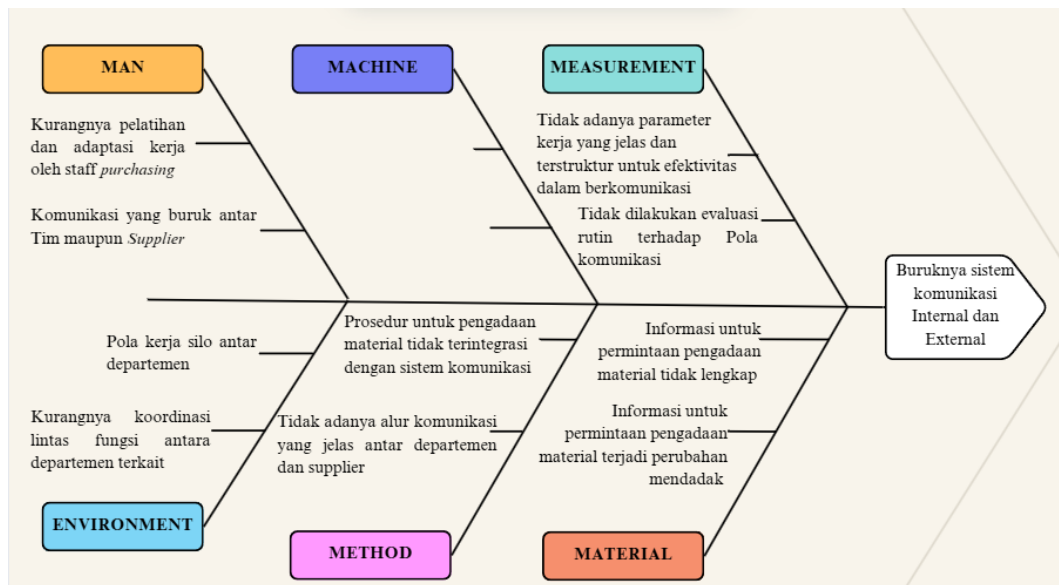 MAN
MACHINE
MEASUREMENT
Kurangnya pelatihan
dan adaptasi kerja
oleh staff purchasing
Komunikasi yang buruk antar
Tim maupun Supplier
Tidak adanya parameter
kerja yang jelas dan
terstruktur untuk efektivitas
dalam berkomunikasi
Tidak dilakukan evaluasi
rutin terhadap Pola
komunikasi
Buruknya sistem
komunikasi
Internal dan
External
Pola kerja silo antar
departemen
Kurangnya koordinasi
lintas fungsi antara
departemen terkait
Prosedur untuk pengadaan
material tidak terintegrasi
dengan sistem komunikasi
Tidak adanya alur komunikasi
yang jelas antar departemen
dan supplier
Informasi untuk
permintaan pengadaan
material tidak lengkap
Informasi untuk
permintaan pengadaan
material terjadi perubahan
mendadak
ENVIRONMENT
METHOD
MATERIAL